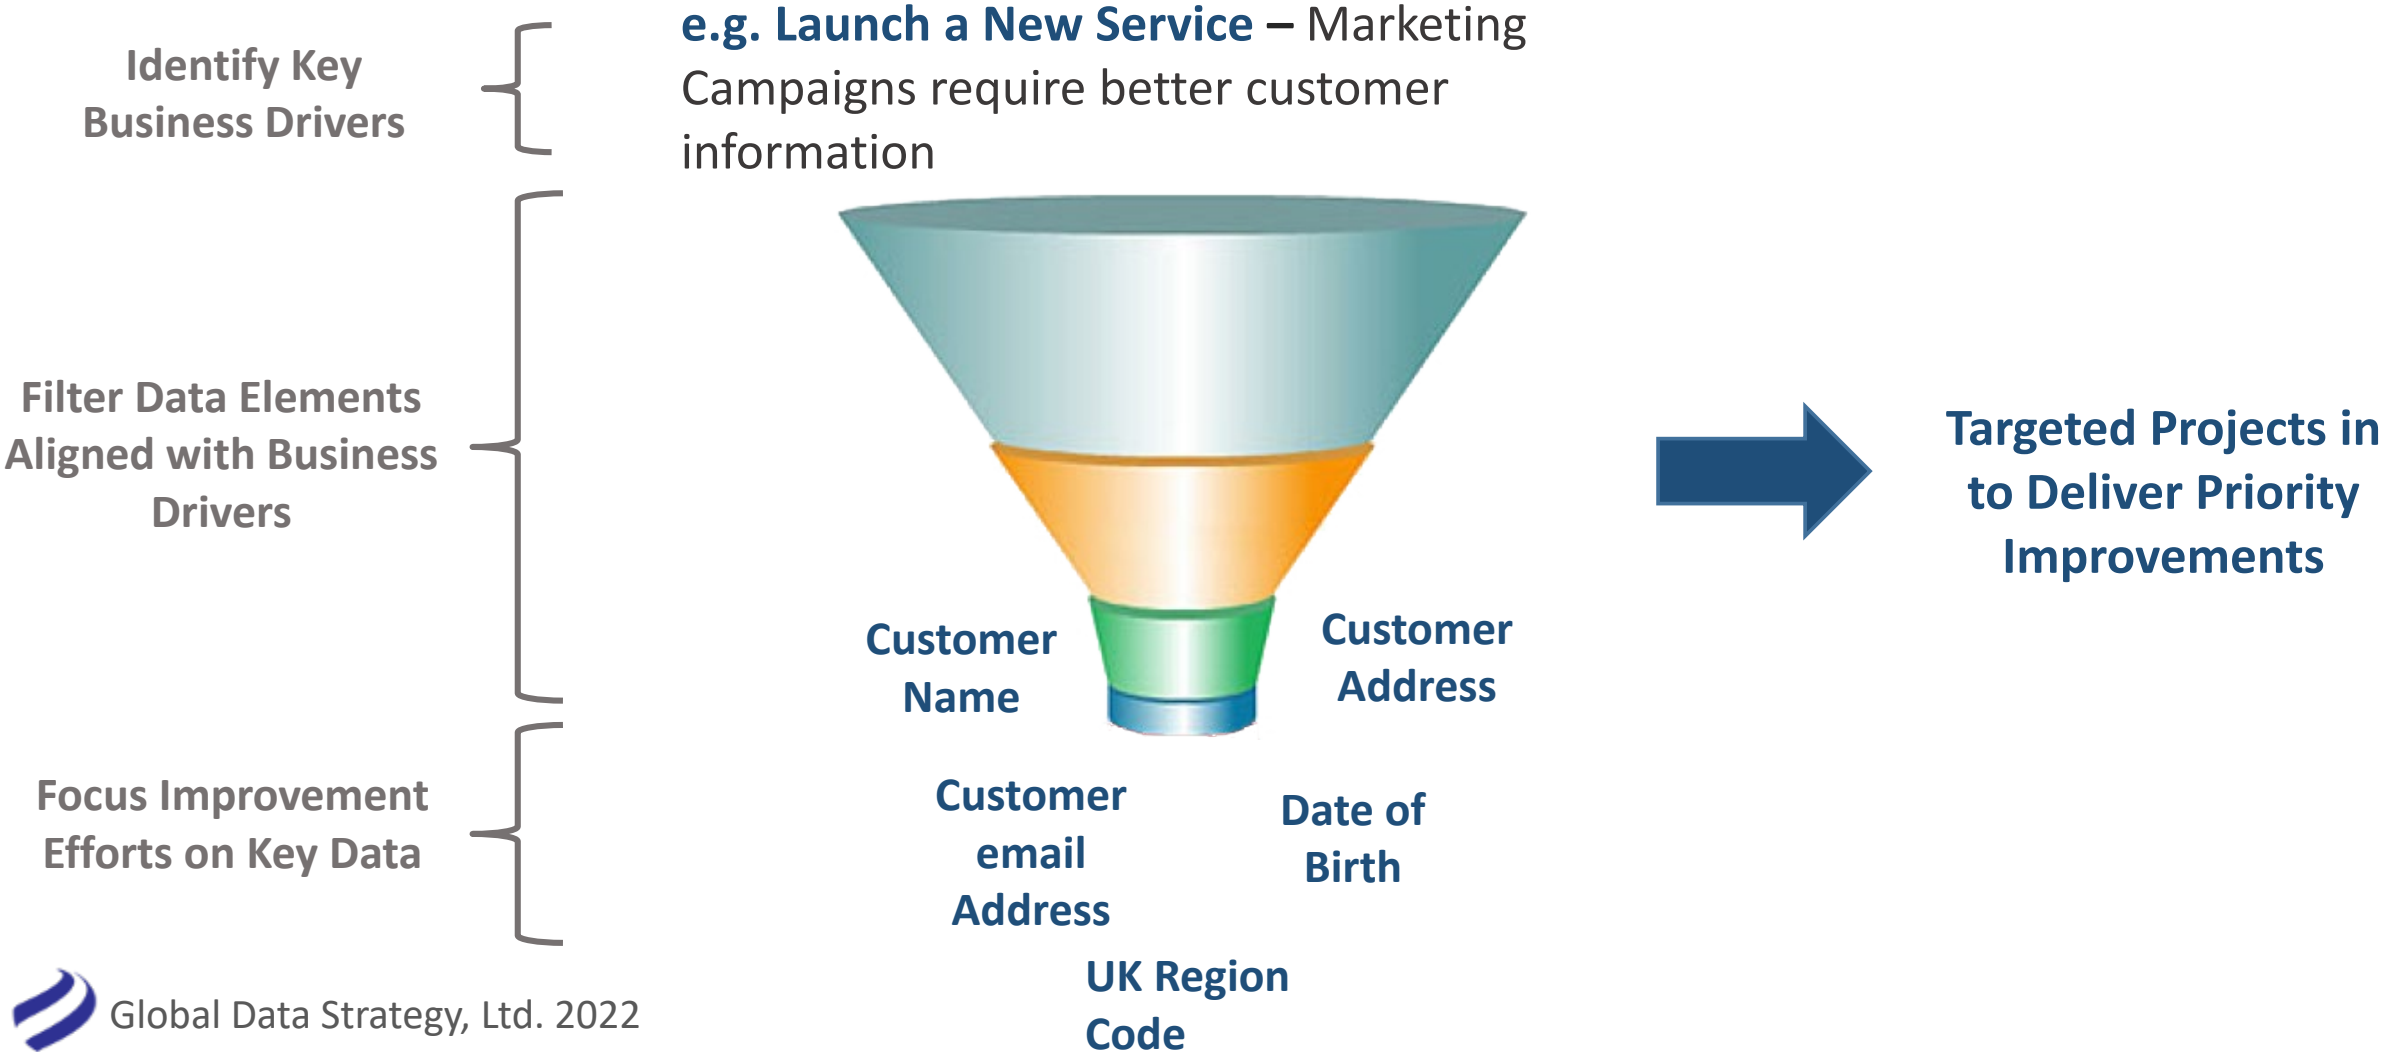 Identify Key
Business Drivers
e.g. Launch a New Service – Marketing
Campaigns require better customer
information
Filter Data Elements
Aligned with Business
Drivers
Targeted Projects in
to Deliver Priority
Improvements
Customer
Name
Customer
Address
Focus Improvement
Efforts on Key Data
Customer
email
Address
Date of
Birth
UK Region
Code
Global Data Strategy, Ltd. 2022